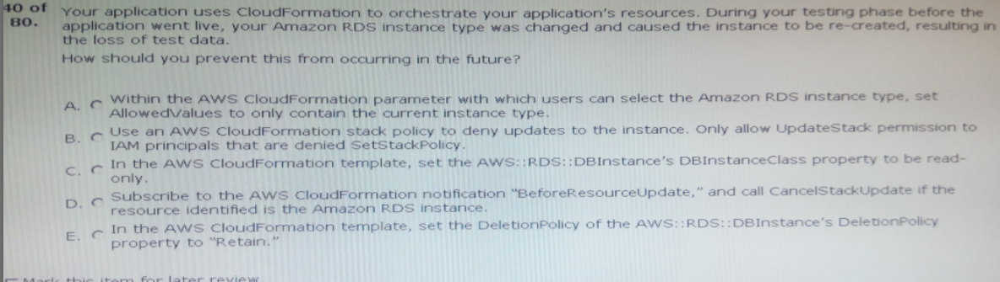 40 of
80.
Your application uses CloudFormation to orchestrate your application's resources. During your testing phase before the
application went live, your Amazon RDS instance type was changed and caused the instance to be re-created, resulting in
the loss of test data.
How should you prevent this from occurring in the future?
A. Within the AWS CloudFormation parameter with which users can select the Amazon RDS instance type, set
AllowedValues to only contain the current instance type.
B. Use an AWS CloudFormation stack policy to deny updates to the instance. Only allow UpdateStack permission to
IAM principals that are denied SetStackPolicy.
C. In the AWS CloudFormation template, set the AWS::RDS::DBInstance's DBInstanceClass property to be read-
only.
D. Subscribe to the AWS CloudFormation notification "BeforeResourceUpdate," and call CancelStackUpdate if the
resource identified is the Amazon RDS instance.
E. In the AWS CloudFormation template, set the DeletionPolicy of the AWS::RDS::DBInstance's DeletionPolicy
property to "Retain."
Mark this item for later review